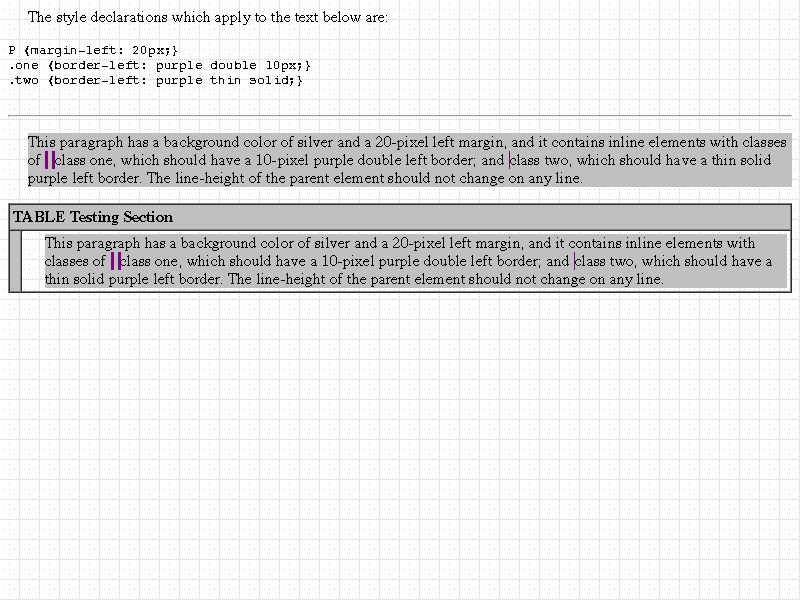 The style declarations which apply to the text below are:
P {margin-left: 20px;}
.one {border-left: purple double 10px;}
.two {border-left: purple thin solid;}
This paragraph has a background color of silver and a 20-pixel left margin, and it contains inline elements with classes
of class one, which should have a 10-pixel purple double left border; and class two, which should have a thin solid
purple left border. The line-height of the parent element should not change on any line.
TABLE Testing Section
This paragraph has a background color of silver and a 20-pixel left margin, and it contains inline elements with
classes of class one, which should have a 10-pixel purple double left border; and class two, which should have a
thin solid purple left border. The line-height of the parent element should not change on any line.